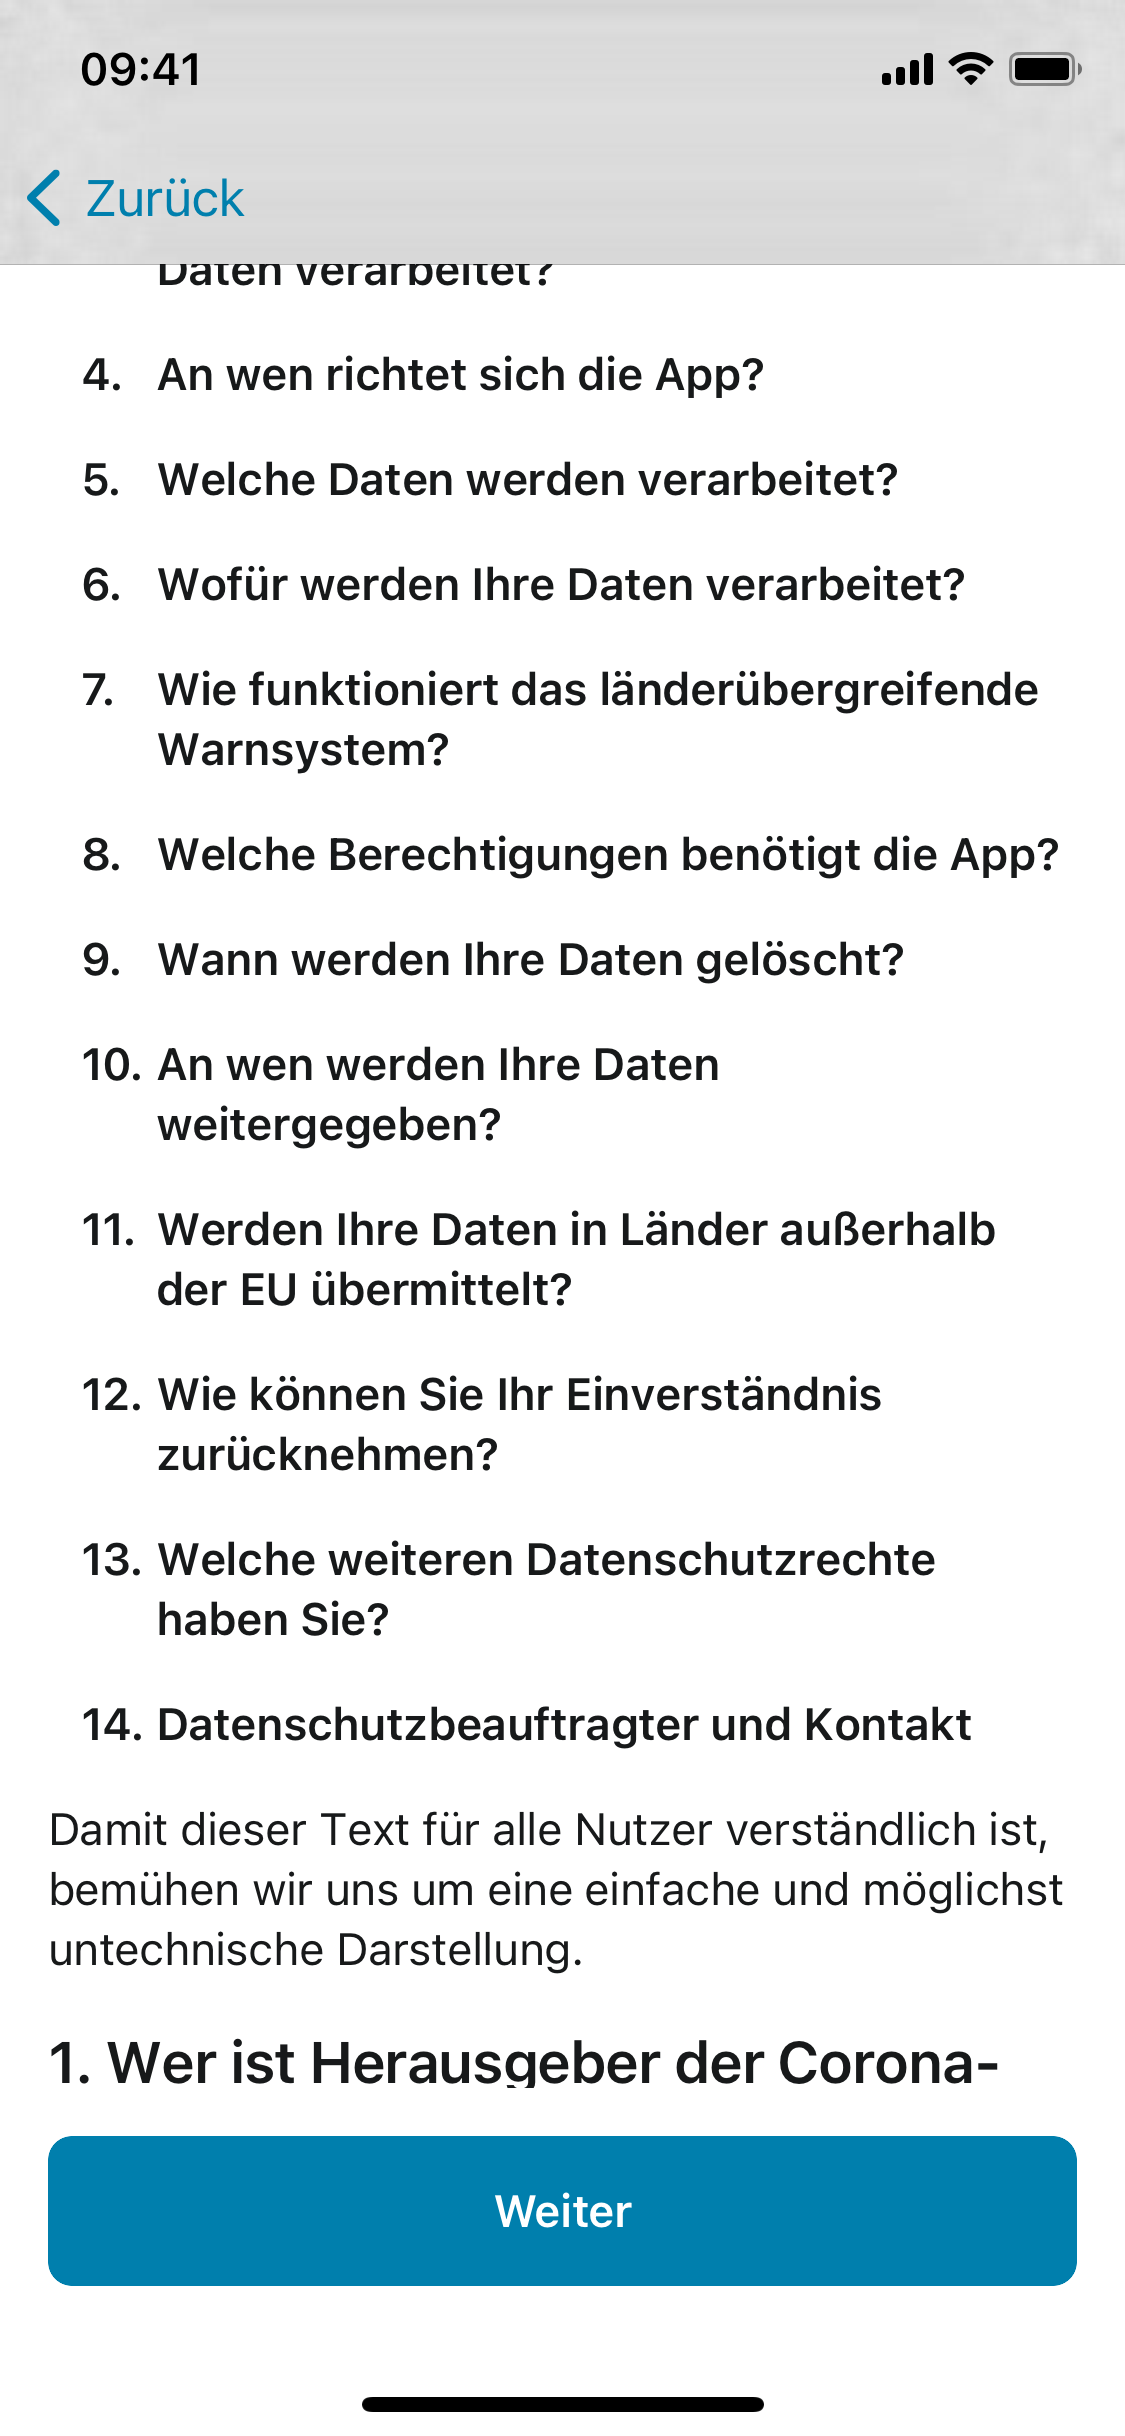 09:41
Zurück
Daten verarbeitet?
4. An wen richtet sich die App?
5. Welche Daten werden verarbeitet?
6. Wofür werden Ihre Daten verarbeitet?
7. Wie funktioniert das länderübergreifende
Warnsystem?
8. Welche Berechtigungen benötigt die App?
9. Wann werden Ihre Daten gelöscht?
10. An wen werden Ihre Daten
weitergegeben?
11. Werden Ihre Daten in Länder außerhalb
der EU übermittelt?
12. Wie können Sie Ihr Einverständnis
zurücknehmen?
13. Welche weiteren Datenschutzrechte
haben Sie?
14. Datenschutzbeauftragter und Kontakt
Damit dieser Text für alle Nutzer verständlich ist,
bemühen wir uns um eine einfache und möglichst
untechnische Darstellung.
1. Wer ist Herausgeber der Corona-
Weiter